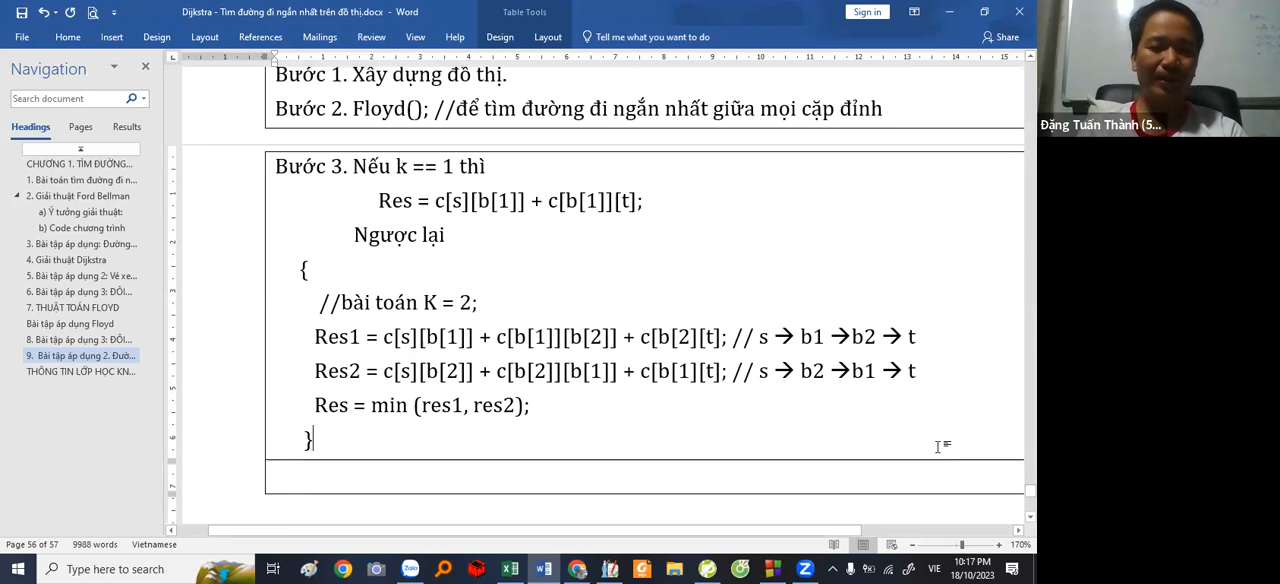 Dijkstra - Tìm đường đi ngắn nhất trên đồ thị.docx - Word
Table Tools
Sign in
File Home Insert Design Layout References Mailings Review View Help Design Layout Tell me what you want to do Share
Navigation
Search document
Headings Pages Results
CHƯƠNG 1. TÌM ĐƯỜNG...
1. Bài toán tìm đường đi n...
2. Giải thuật Ford Bellman
a) Ý tưởng giải thuật:
b) Code chương trình
3. Bài tập áp dụng: Đường...
4. Giải thuật Dijkstra
5. Bài tập áp dụng 2: Vé xe...
6. Bài tập áp dụng 3: ĐÔI...
7. THUẬT TOÁN FLOYD
Bài tập áp dụng Floyd
8. Bài tập áp dụng 3: ĐÔI...
9. Bài tập áp dụng 2. Đườ...
THÔNG TIN LỚP HỌC KN...
Bước 1. Xây dựng đồ thị.
Bước 2. Floyd(); //để tìm đường đi ngắn nhất giữa mọi cặp đỉnh
Bước 3. Nếu k == 1 thì
Res = c[s][b[1]] + c[b[1]][t];
Ngược lại
{
//bài toán K = 2;
Res1 = c[s][b[1]] + c[b[1]][b[2]] + c[b[2][t]; // s → b1 →b2 → t
Res2 = c[s][b[2]] + c[b[2]][b[1]] + c[b[1][t]; // s → b2 →b1 → t
Res = min (res1, res2);
}
Đặng Tuấn Thành (5...
Page 56 of 57 9988 words Vietnamese 170%
Type here to search
VIE
10:17 PM
18/10/2023